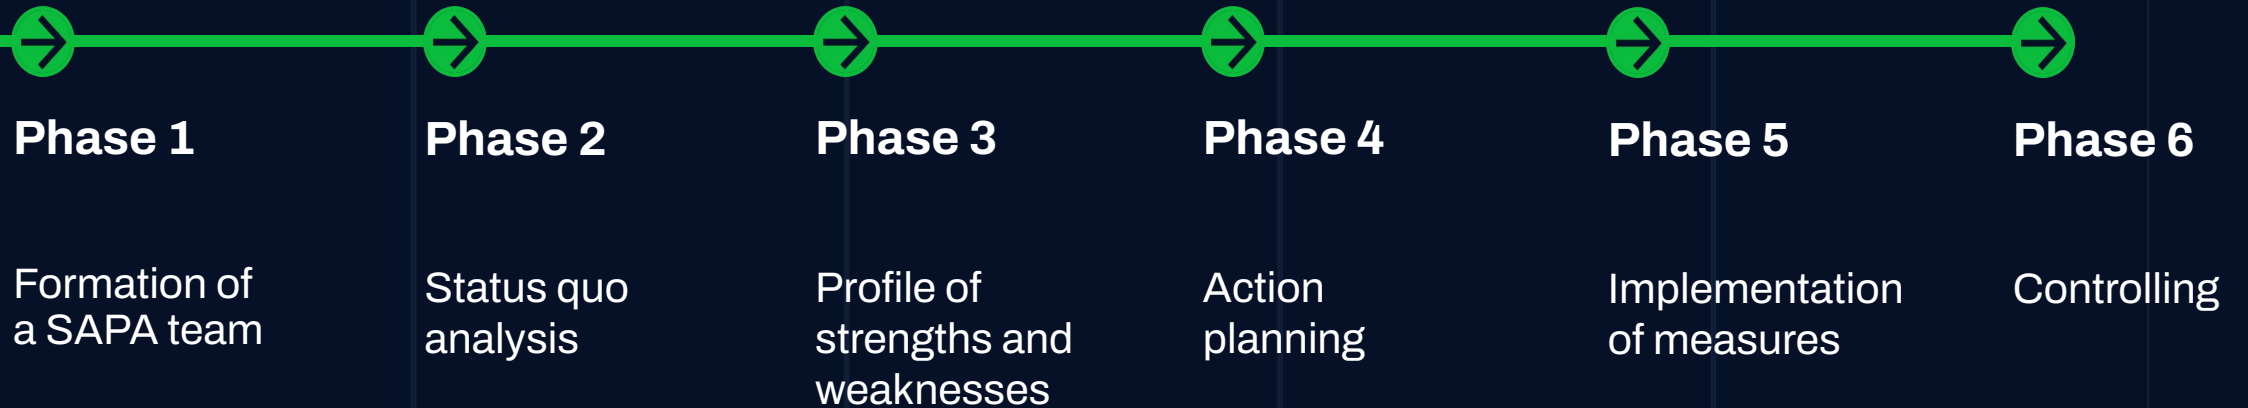 Phase 1
Formation of
a SAPA team
Phase 2
Status quo
analysis
Phase 3
Profile of
strengths and
weaknesses
Phase 4
Action
planning
Phase 5
Implementation
of measures
Phase 6
Controlling